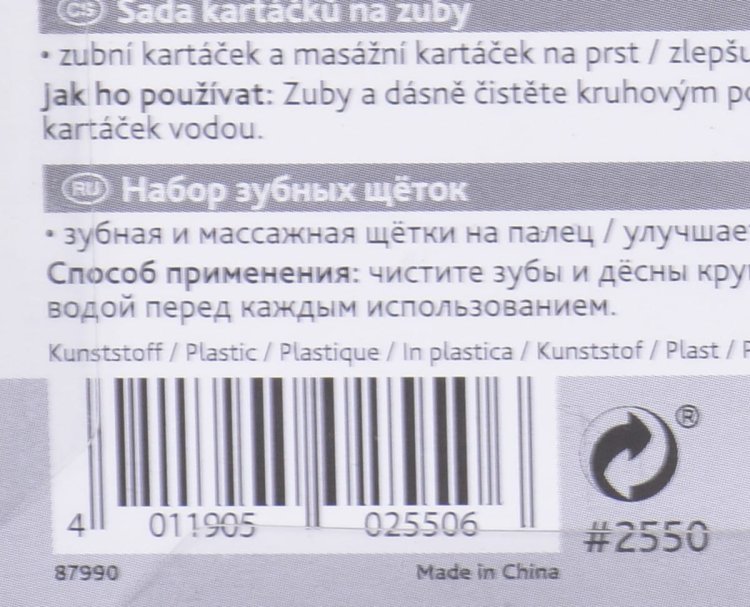 CS Sada kartáčků na zuby
• zubní kartáček a masážní kartáček na prst / zlepšu
Jak ho používat: Zuby a dásně čistěte kruhovým po
kartáček vodou.
RU Набор зубных щёток
• зубная и массажная щётки на палец / улучшае
Способ применения: чистите зубы и дёсны кру
водой перед каждым использованием.
Kunststoff / Plastic / Plastique / In plastica / Kunststof / Plast /
®
4 011905 025506
#2550
87990 Made in China